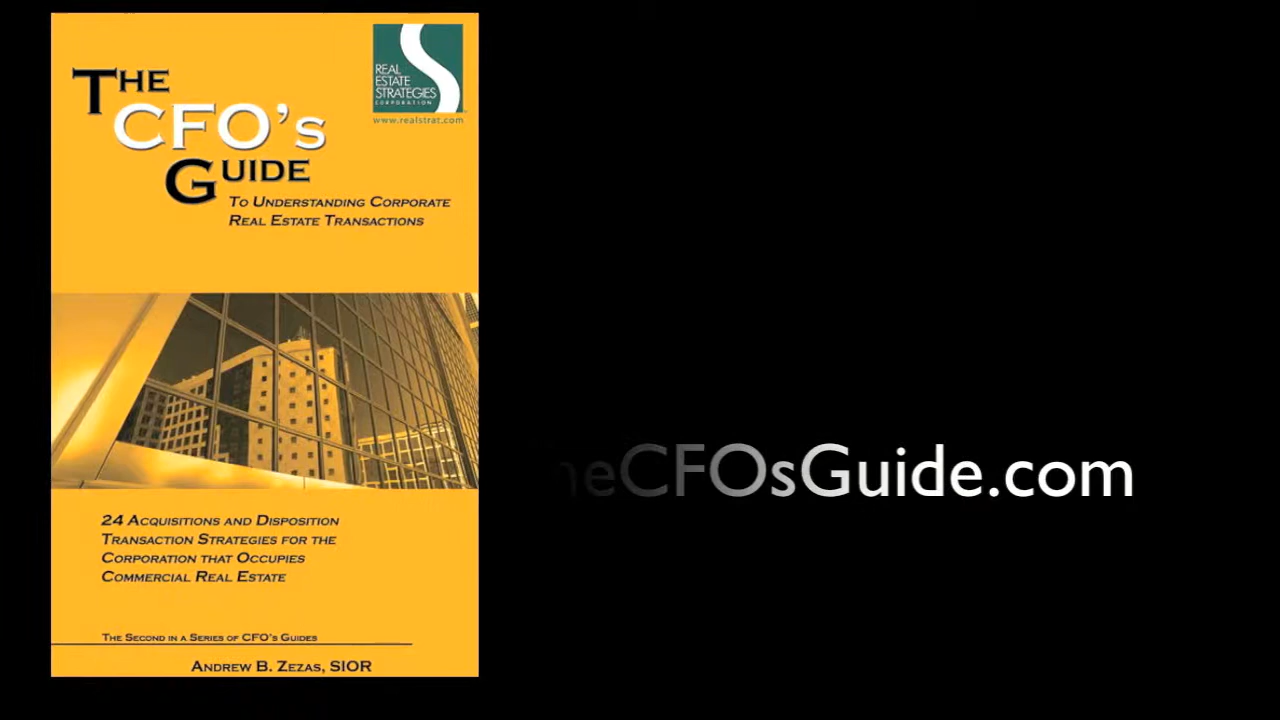 THE
CFO's
GUIDE
TO UNDERSTANDING CORPORATE
REAL ESTATE TRANSACTIONS
REAL
ESTATE
STRATEGIES
CORPORATION
www.realstrat.com
24 ACQUISITIONS AND DISPOSITION
TRANSACTION STRATEGIES FOR THE
CORPORATION THAT OCCUPIES
COMMERCIAL REAL ESTATE
THE SECOND IN A SERIES OF CFO'S GUIDES
ANDREW B. ZEZAS, SIOR
heCFOsGuide.com